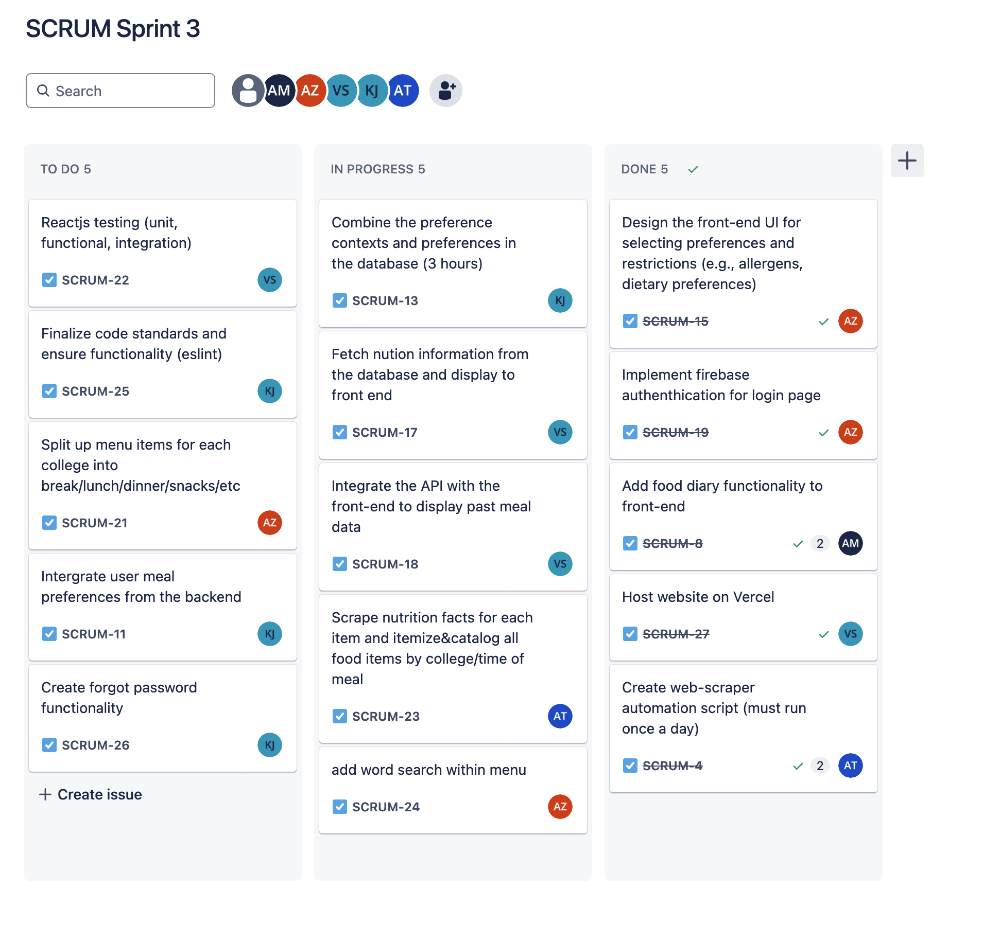 SCRUM Sprint 3
Search
AM AZ VS KJ AT
TO DO 5
Reactjs testing (unit,
functional, integration)
SCRUM-22 VS
Finalize code standards and
ensure functionality (eslint)
SCRUM-25 KJ
Split up menu items for each
college into
break/lunch/dinner/snacks/etc
SCRUM-21 AZ
Intergrate user meal
preferences from the backend
SCRUM-11 KJ
Create forgot password
functionality
SCRUM-26 KJ
Create issue
IN PROGRESS 5
Combine the preference
contexts and preferences in
the database (3 hours)
SCRUM-13 KJ
Fetch nution information from
the database and display to
front end
SCRUM-17 VS
Integrate the API with the
front-end to display past meal
data
SCRUM-18 VS
Scrape nutrition facts for each
item and itemize&catalog all
food items by college/time of
meal
SCRUM-23 AT
add word search within menu
SCRUM-24 AZ
DONE 5
Design the front-end UI for
selecting preferences and
restrictions (e.g., allergens,
dietary preferences)
SCRUM-15 AZ
Implement firebase
authenthication for login page
SCRUM-19 AZ
Add food diary functionality to
front-end
SCRUM-8 2 AM
Host website on Vercel
SCRUM-27 VS
Create web-scraper
automation script (must run
once a day)
SCRUM-4 2 AT